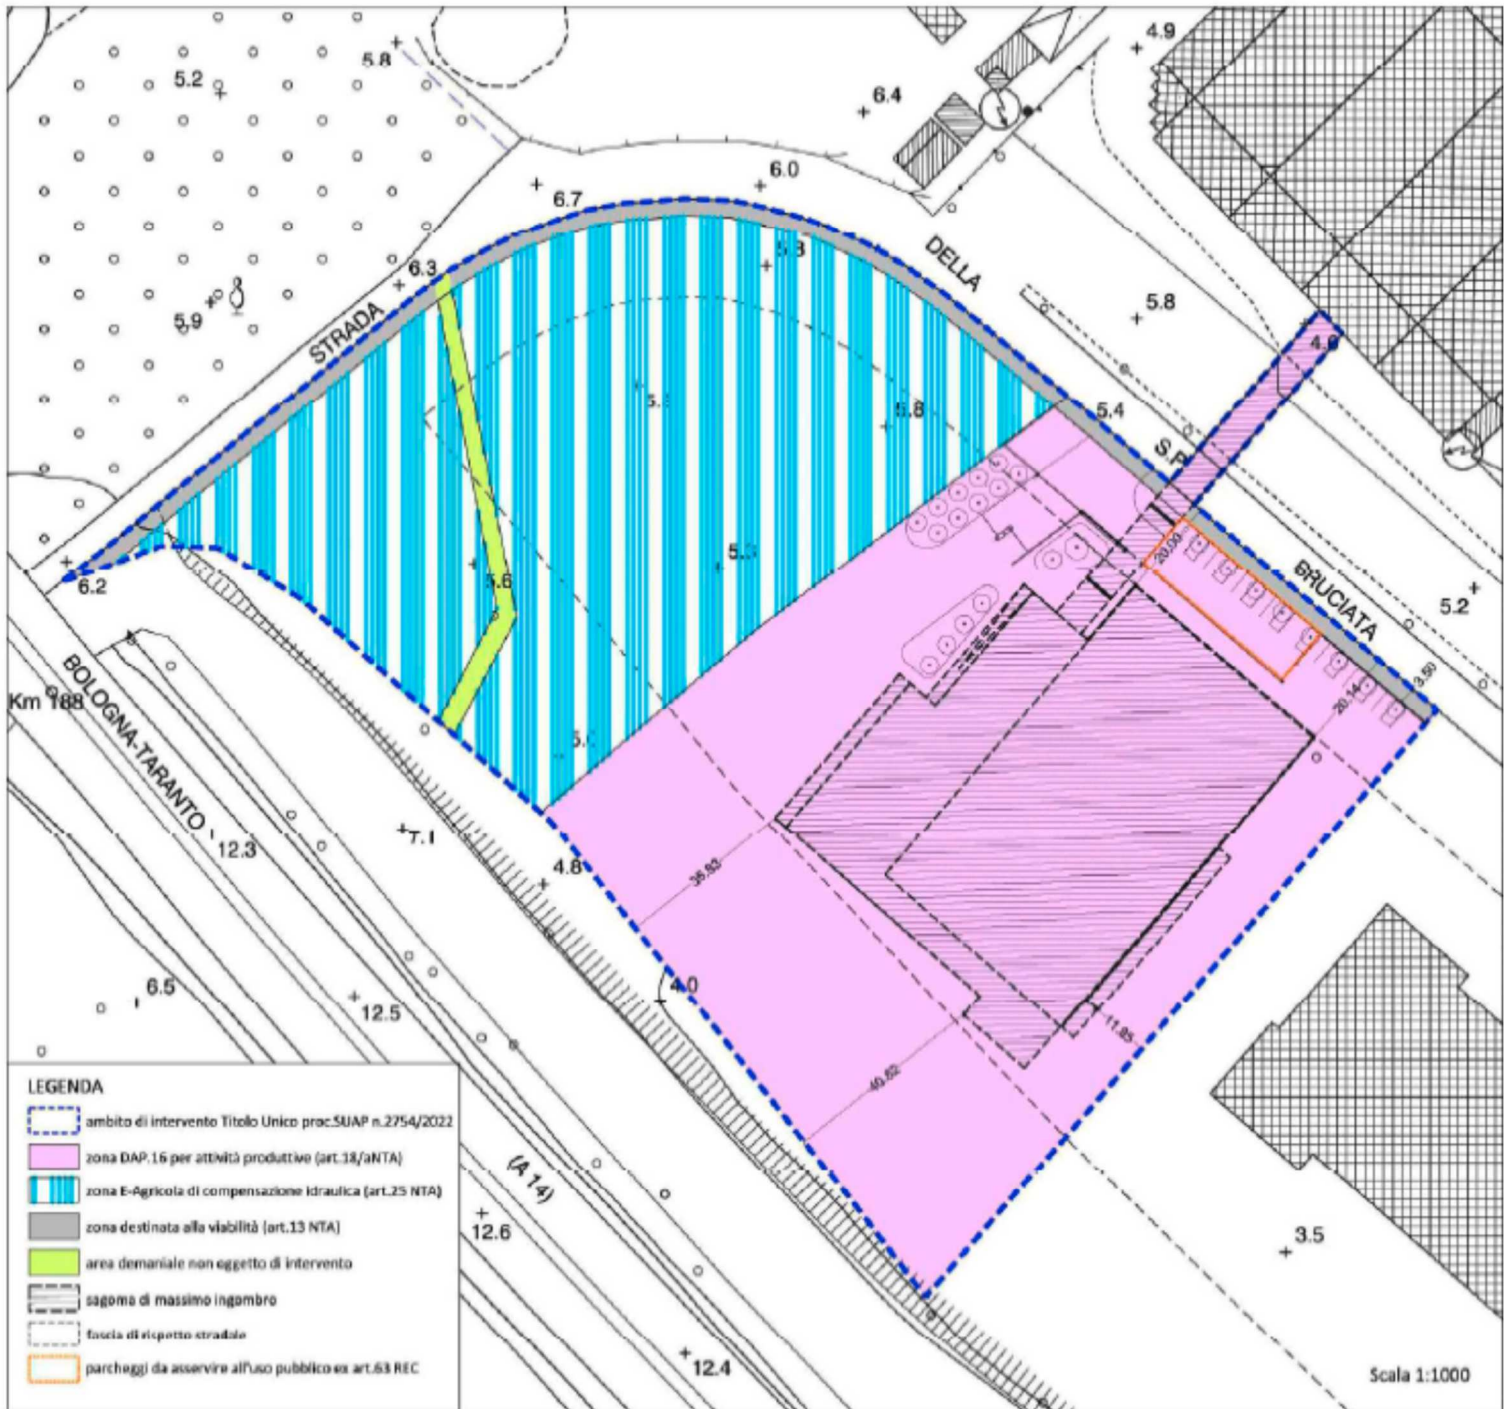 4.9
5.8
5.2
6.4
6.0
6.7
DELLA
6.3
5.8
5.9
STRADA
5.8
5.4
S.P.
20.00
BRUCIATA
5.2
5.6
6.2
3.50
20.14
BOLOGNA-TARANTO
Km 188
12.3
4.8
4.0
6.5
12.5
11.85
40.82
(A 14)
12.6
3.5
12.4
LEGENDA
ambito di intervento Titolo Unico proc.SUAP n.2754/2022
zona DAP.16 per attività produttive (art.18/aNTA)
zona E-Agricola di compensazione idraulica (art.25 NTA)
zona destinata alla viabilità (art.13 NTA)
area demaniale non oggetto di intervento
sagoma di massimo ingombro
fascia di rispetto stradale
parcheggi da asservire all'uso pubblico ex art.63 REC
Scala 1:1000